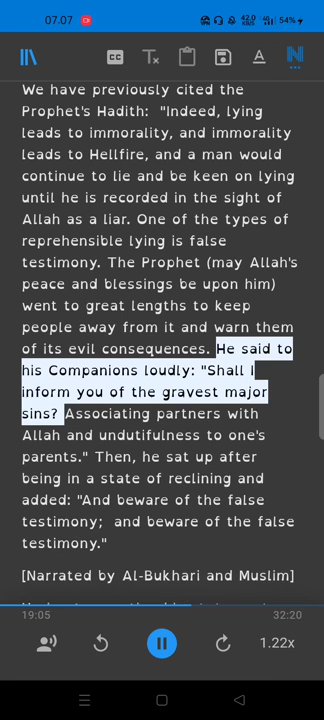 07.07
42.0
KB/S
4G
54%
CC
We have previously cited the
Prophet's Hadith: "Indeed, lying
leads to immorality, and immorality
leads to Hellfire, and a man would
continue to lie and be keen on lying
until he is recorded in the sight of
Allah as a liar. One of the types of
reprehensible lying is false
testimony. The Prophet (may Allah's
peace and blessings be upon him)
went to great lengths to keep
people away from it and warn them
of its evil consequences. He said to
his Companions loudly: "Shall I
inform you of the gravest major
sins? Associating partners with
Allah and undutifulness to one's
parents." Then, he sat up after
being in a state of reclining and
added: "And beware of the false
testimony; and beware of the false
testimony."
[Narrated by Al-Bukhari and Muslim]
19:05
32:20
1.22x